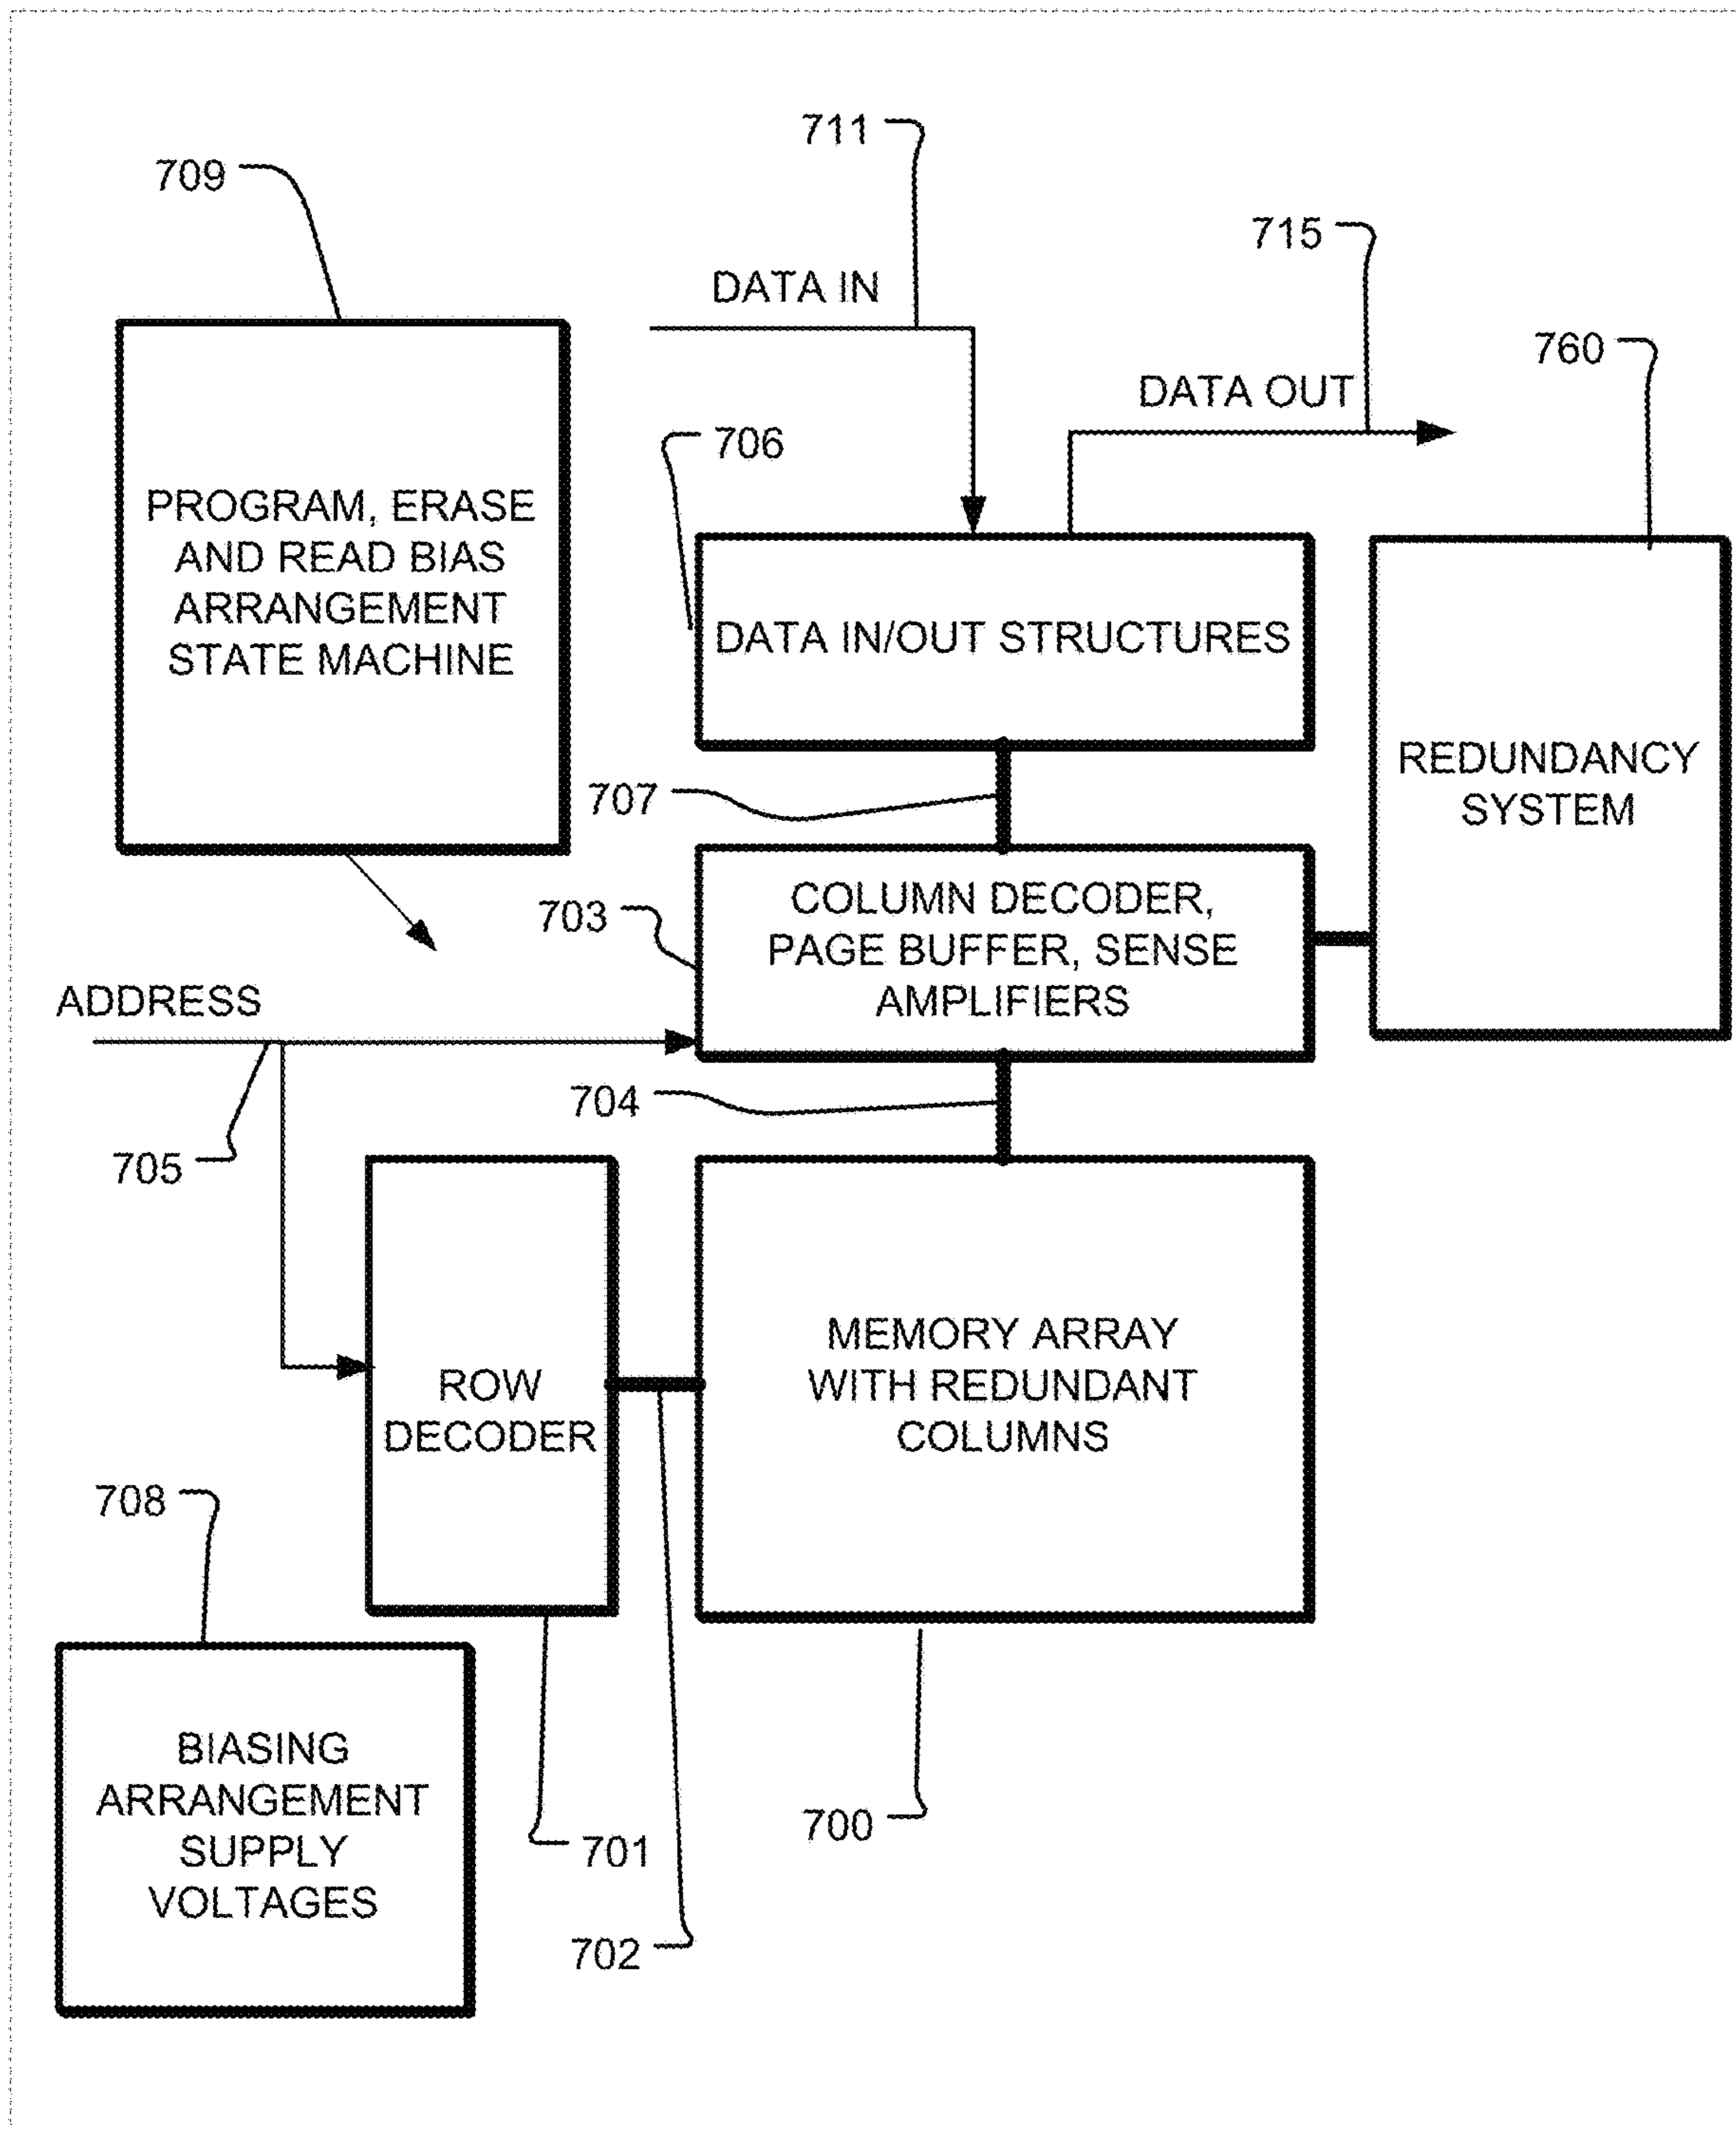 711
709
715
DATA IN
760
DATA OUT
706
PROGRAM, ERASE
AND READ BIAS
ARRANGEMENT
STATE MACHINE
DATA IN/OUT STRUCTURES
REDUNDANCY
SYSTEM
707
COLUMN DECODER,
PAGE BUFFER, SENSE
AMPLIFIERS
703
ADDRESS
704
705
MEMORY ARRAY
WITH REDUNDANT
COLUMNS
ROW
DECODER
708
BIASING
ARRANGEMENT
SUPPLY
VOLTAGES
700
701
702